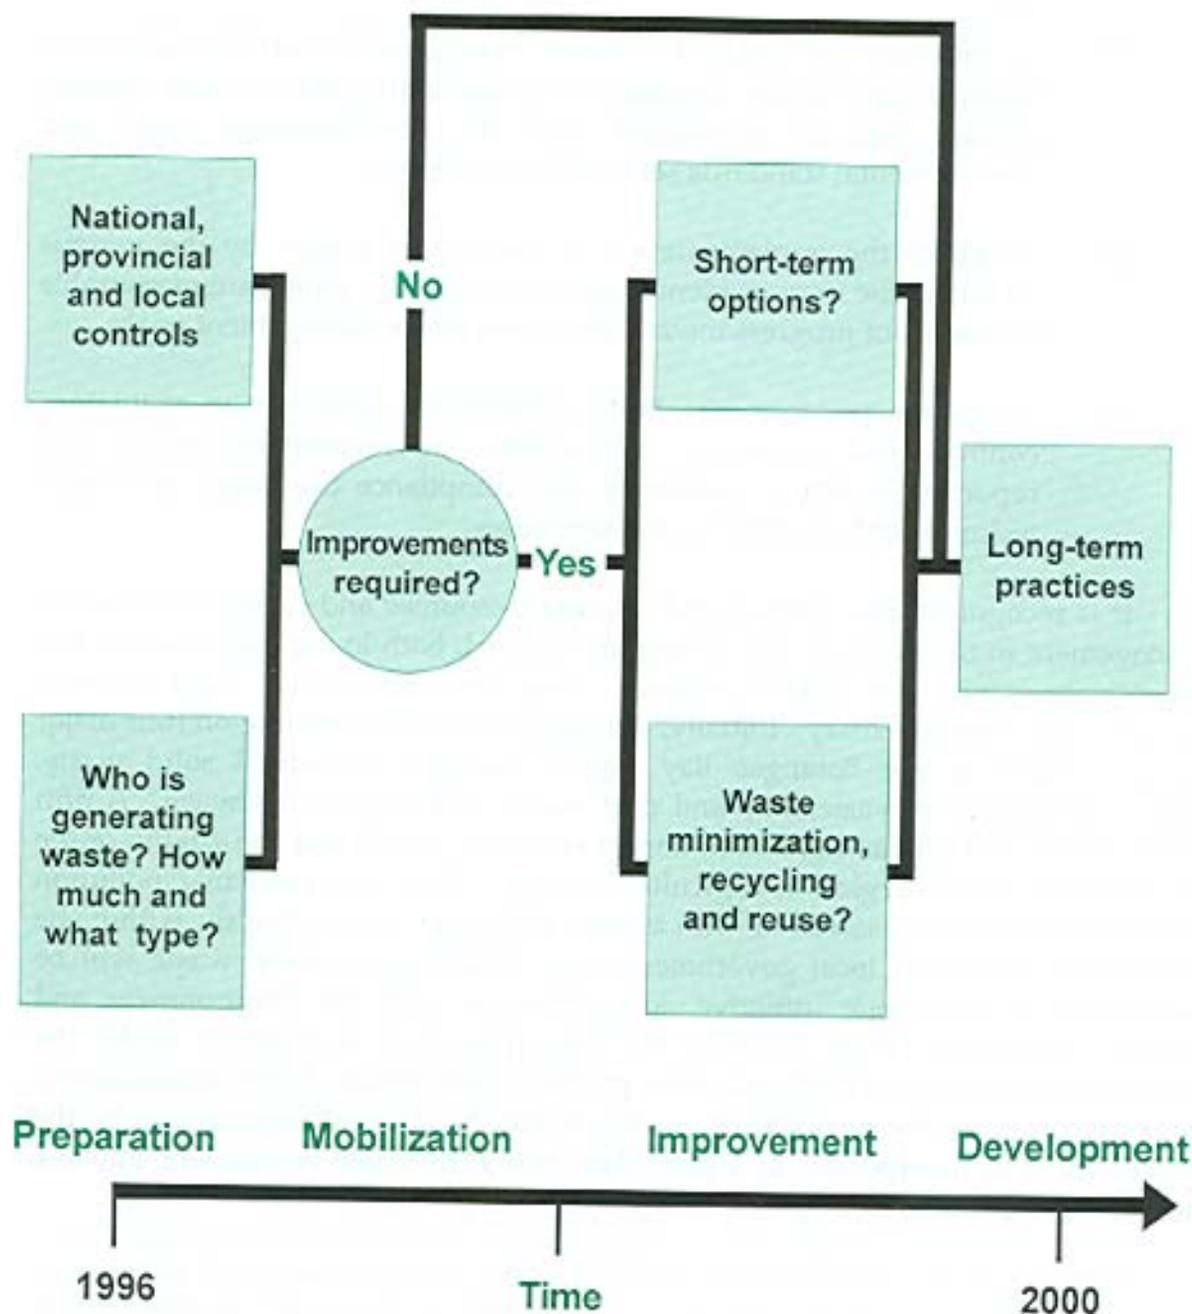 National,
provincial
and local
controls
Who is
generating
waste? How
much and
what type?
Improvements
required?
No
Yes
Short-term
options?
Waste
minimization,
recycling
and reuse?
Long-term
practices
Preparation
Mobilization
Improvement
Development
1996
Time
2000